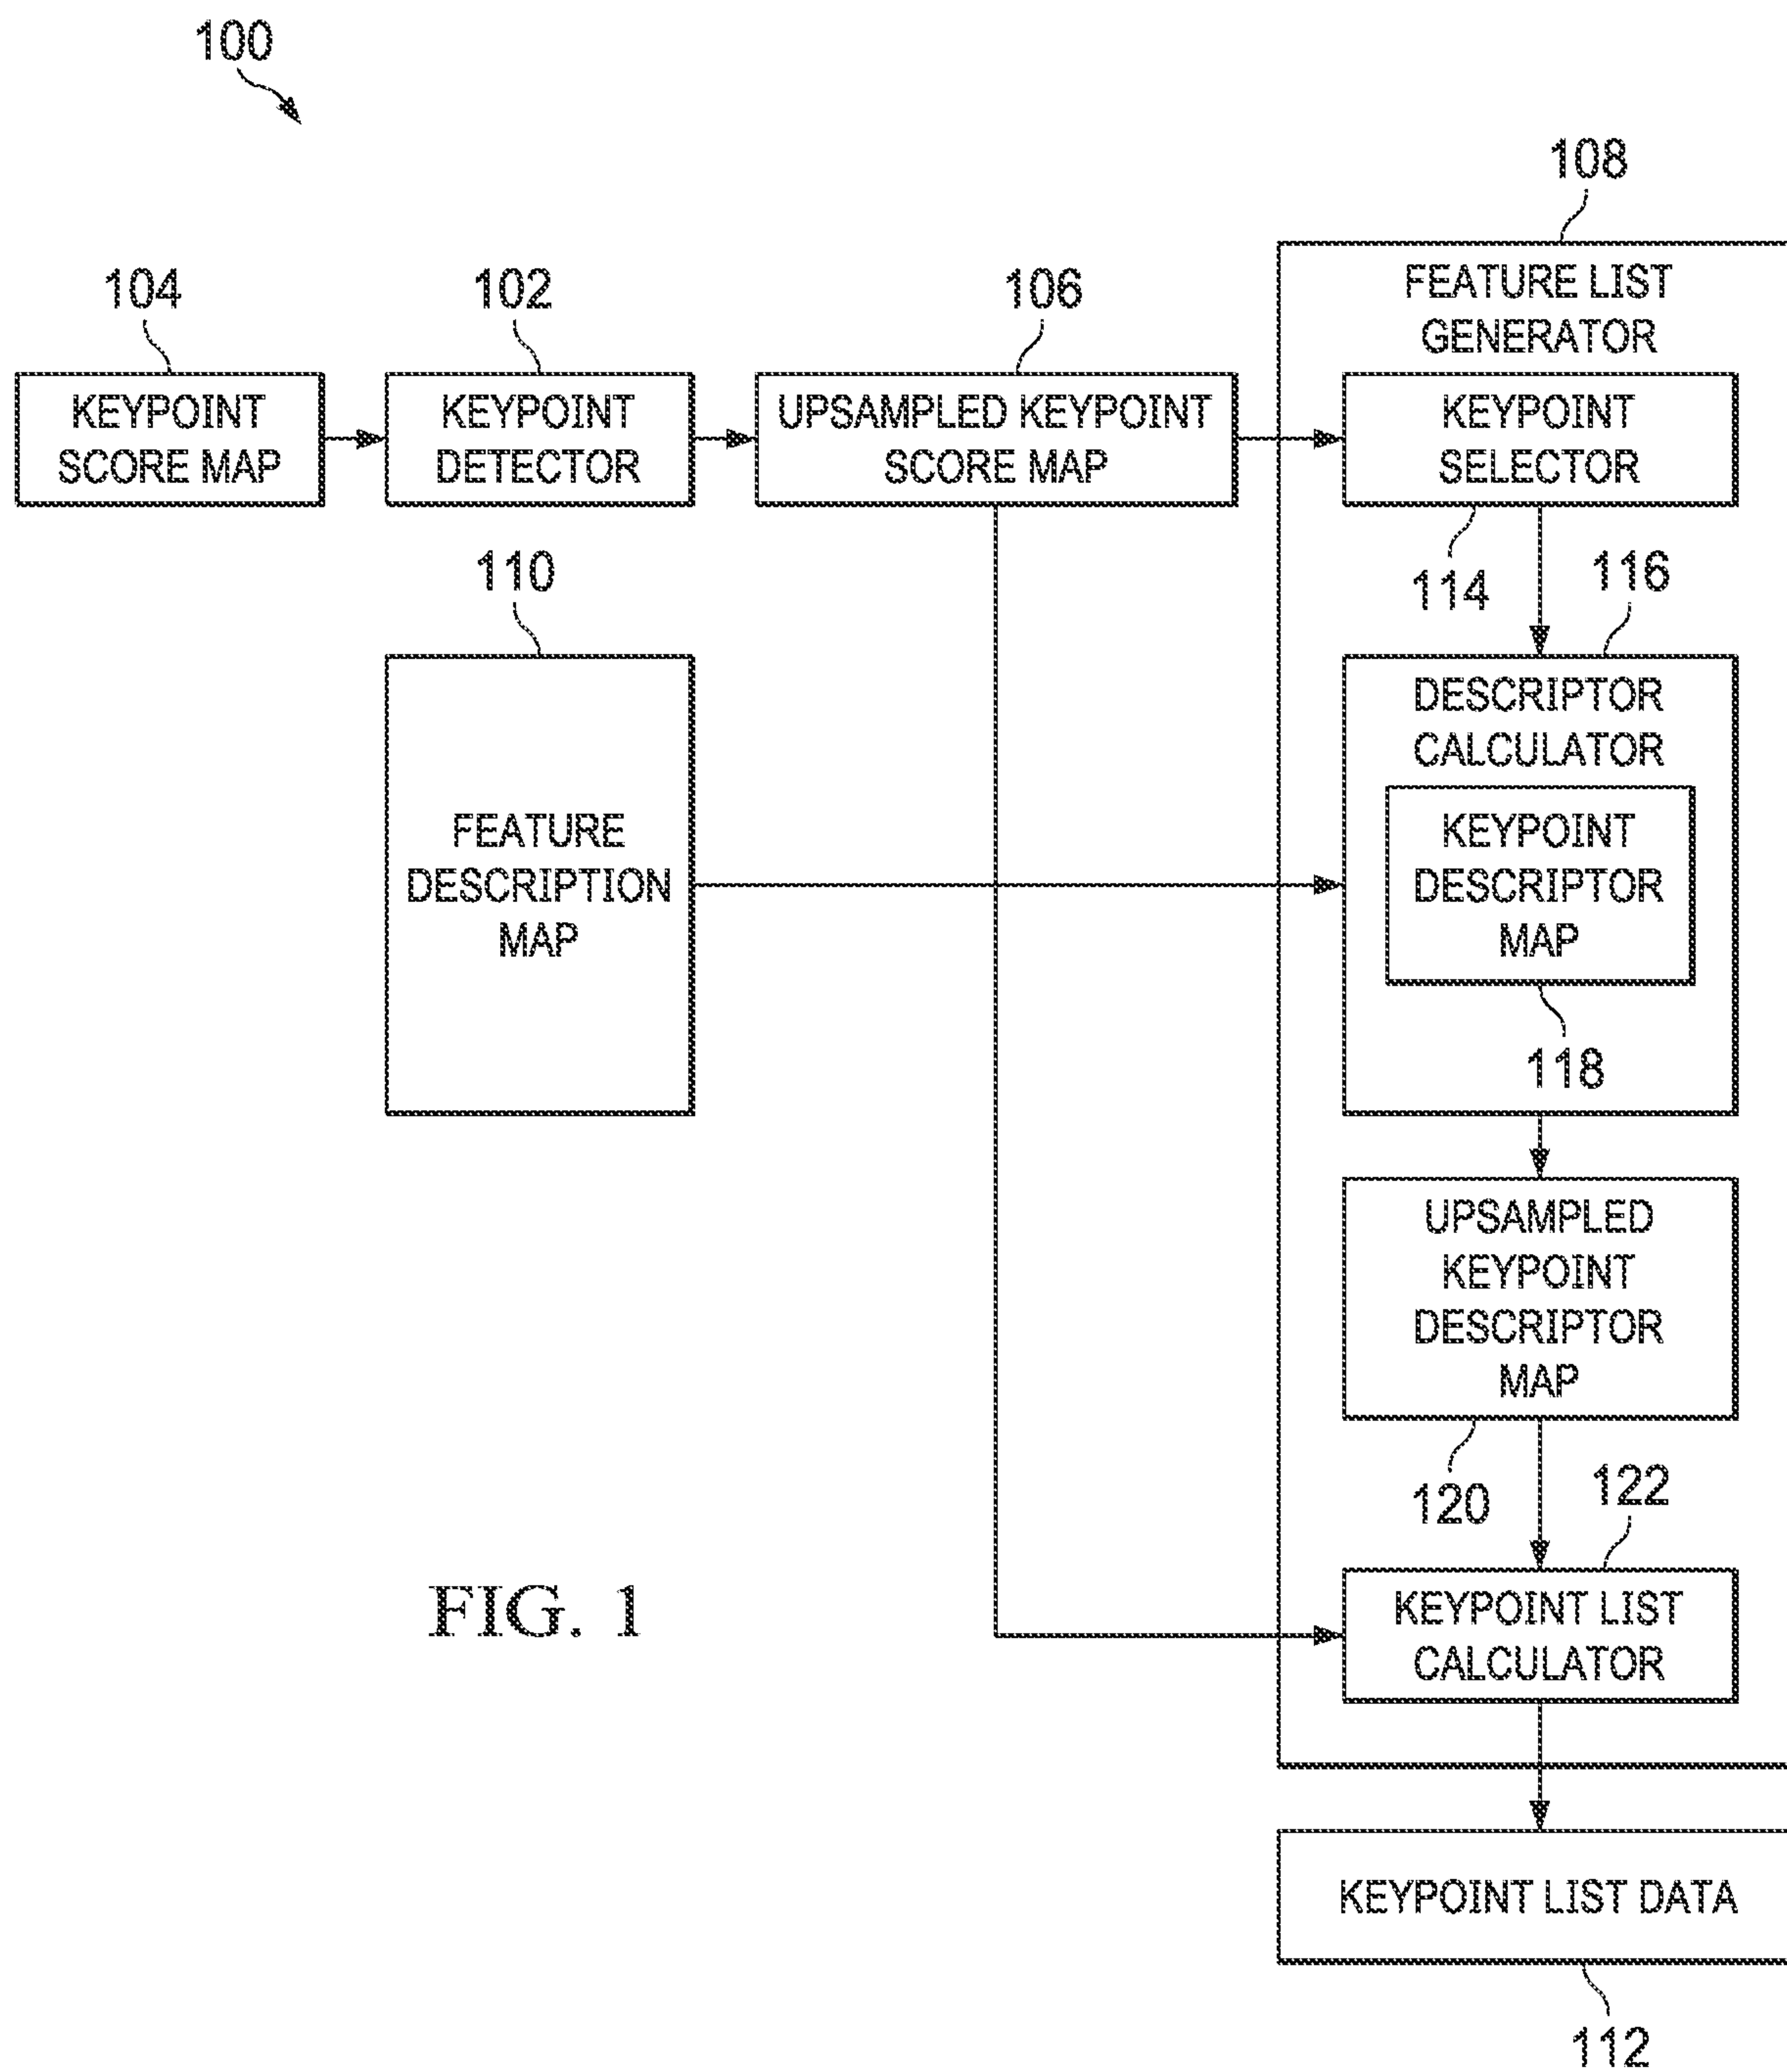 100
108
FEATURE LIST
GENERATOR
104
102
106
KEYPOINT
SCORE MAP
KEYPOINT
DETECTOR
UPSAMPLED KEYPOINT
SCORE MAP
KEYPOINT
SELECTOR
114
110
116
FEATURE
DESCRIPTION
MAP
DESCRIPTOR
CALCULATOR
KEYPOINT
DESCRIPTOR
MAP
118
UPSAMPLED
KEYPOINT
DESCRIPTOR
MAP
120
122
KEYPOINT LIST
CALCULATOR
FIG. 1
KEYPOINT LIST DATA
112